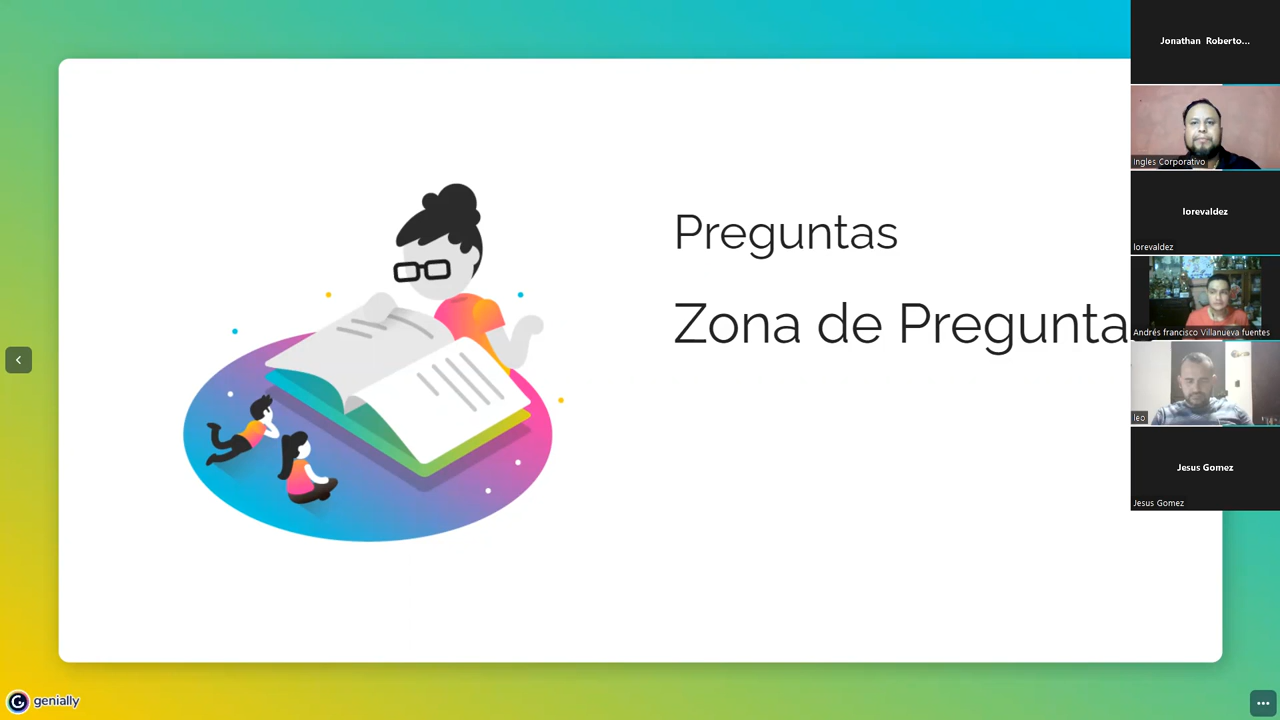 Preguntas
Zona de Pregunta
Jonathan Roberto...
Ingles Corporativo
lorevaldez
lorevaldez
Andrés francisco Villanueva fuentes
leo
Jesus Gomez
Jesus Gomez
genially